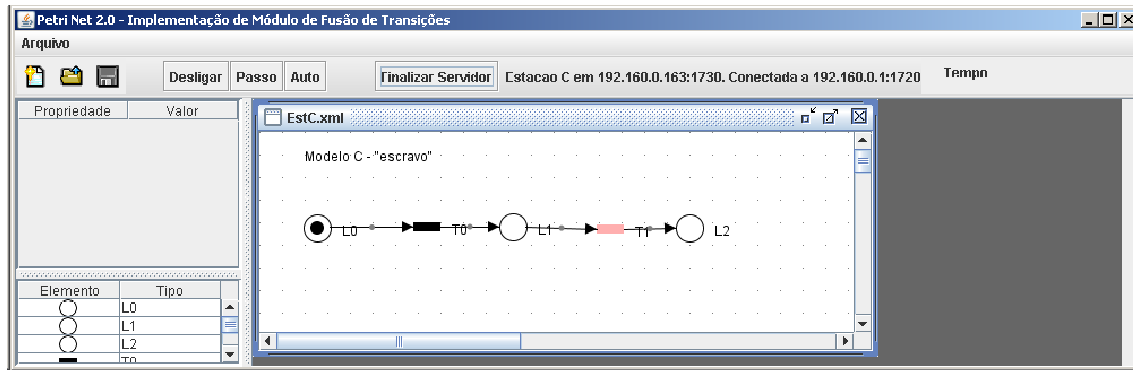 Petri Net 2.0 - Implementação de Módulo de Fusão de Transições
Arquivo
Desligar Passo Auto Finalizar Servidor Estacao C em 192.160.0.163:1730. Conectada a 192.160.0.1:1720 Tempo
Propriedade Valor
EstC.xml
Modelo C - "escravo"
L0 T0 L1 T1 L2
Elemento Tipo
L0
L1
L2
T0